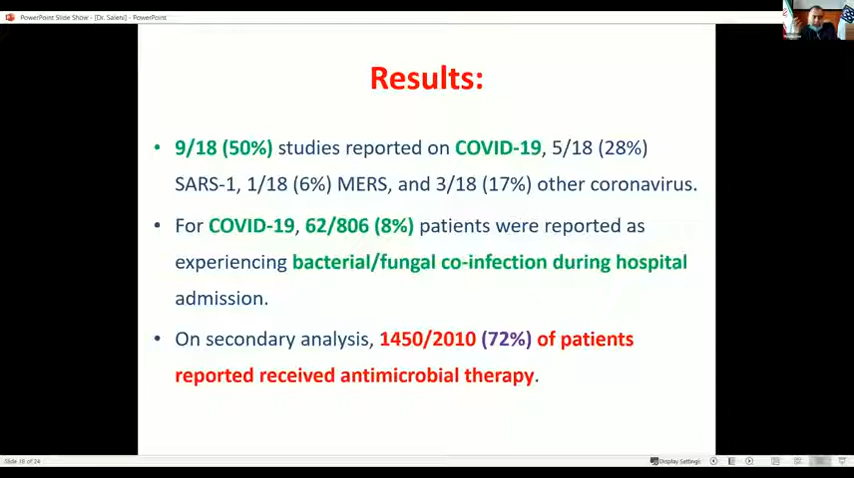 PowerPoint Slide Show - [Dr. Salehi] - PowerPoint
Results:
• 9/18 (50%) studies reported on COVID-19, 5/18 (28%)
SARS-1, 1/18 (6%) MERS, and 3/18 (17%) other coronavirus.
• For COVID-19, 62/806 (8%) patients were reported as
experiencing bacterial/fungal co-infection during hospital
admission.
• On secondary analysis, 1450/2010 (72%) of patients
reported received antimicrobial therapy.
Slide 18 of 24
Display Settings